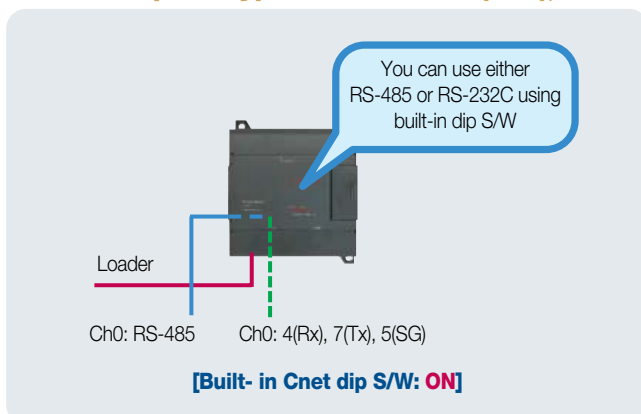 You can use either
RS-485 or RS-232C using
built-in dip S/W
Loader
Ch0: RS-485
Ch0: 4(Rx), 7(Tx), 5(SG)
[Built- in Cnet dip S/W: ON]